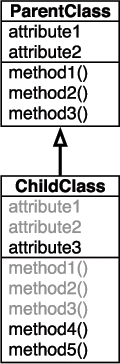 ParentClass
attribute1
attribute2
method1()
method2()
method3()
ChildClass
attribute1
attribute2
attribute3
method1()
method2()
method3()
method4()
method5()